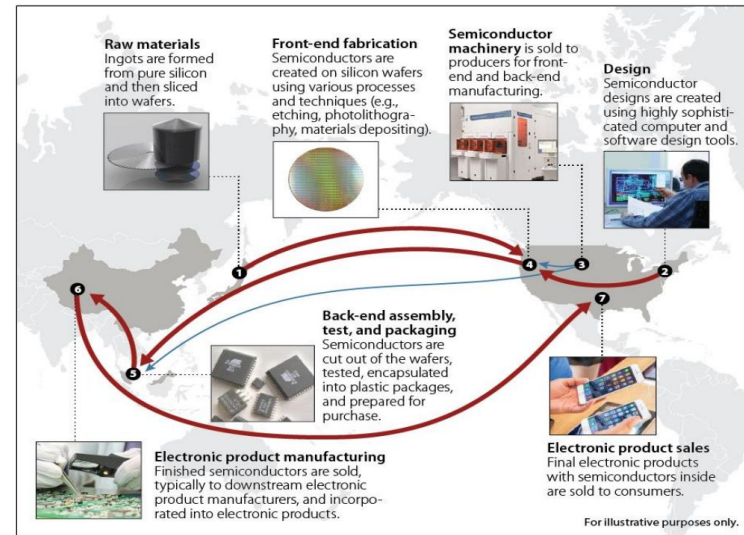 Raw materials
Ingots are formed
from pure silicon
and then sliced
into wafers.
Front-end fabrication
Semiconductors are
created on silicon wafers
using various processes
and techniques (e.g.,
etching, photolithogra-
phy, materials depositing).
Semiconductor
machinery is sold to
producers for front-
end and back-end
manufacturing.
Design
Semiconductor
designs are created
using highly sophisti-
cated computer and
software design tools.
1
4
3
2
6
7
5
Back-end assembly,
test, and packaging
Semiconductors are
cut out of the wafers,
tested, encapsulated
into plastic packages,
and prepared for
purchase.
Electronic product manufacturing
Finished semiconductors are sold,
typically to downstream electronic
product manufacturers, and incorpo-
rated into electronic products.
Electronic product sales
Final electronic products
with semiconductors inside
are sold to consumers.
For illustrative purposes only.